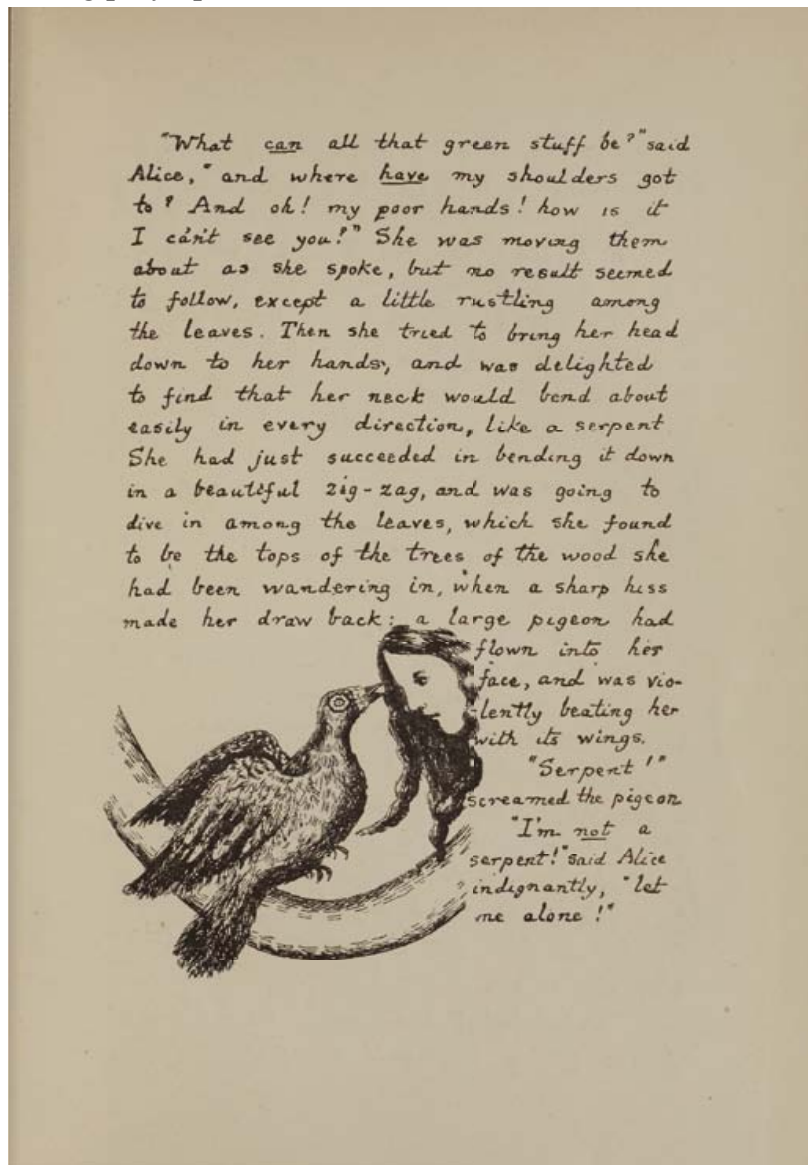 "What can all that green stuff be?" said
Alice, "and where have my shoulders got
to? And oh! my poor hands! how is it
I can't see you?" She was moving them
about as she spoke, but no result seemed
to follow, except a little rustling among
the leaves. Then she tried to bring her head
down to her hands, and was delighted
to find that her neck would bend about
easily in every direction, like a serpent
She had just succeeded in bending it down
in a beautiful zig-zag, and was going to
dive in among the leaves, which she found
to be the tops of the trees of the wood she
had been wandering in, when a sharp hiss
made her draw back: a large pigeon had
flown into her
face, and was vio-
-lently beating her
with its wings.
"Serpent!"
screamed the pigeon
"I'm not a
serpent!" said Alice
indignantly, "let
me alone!"